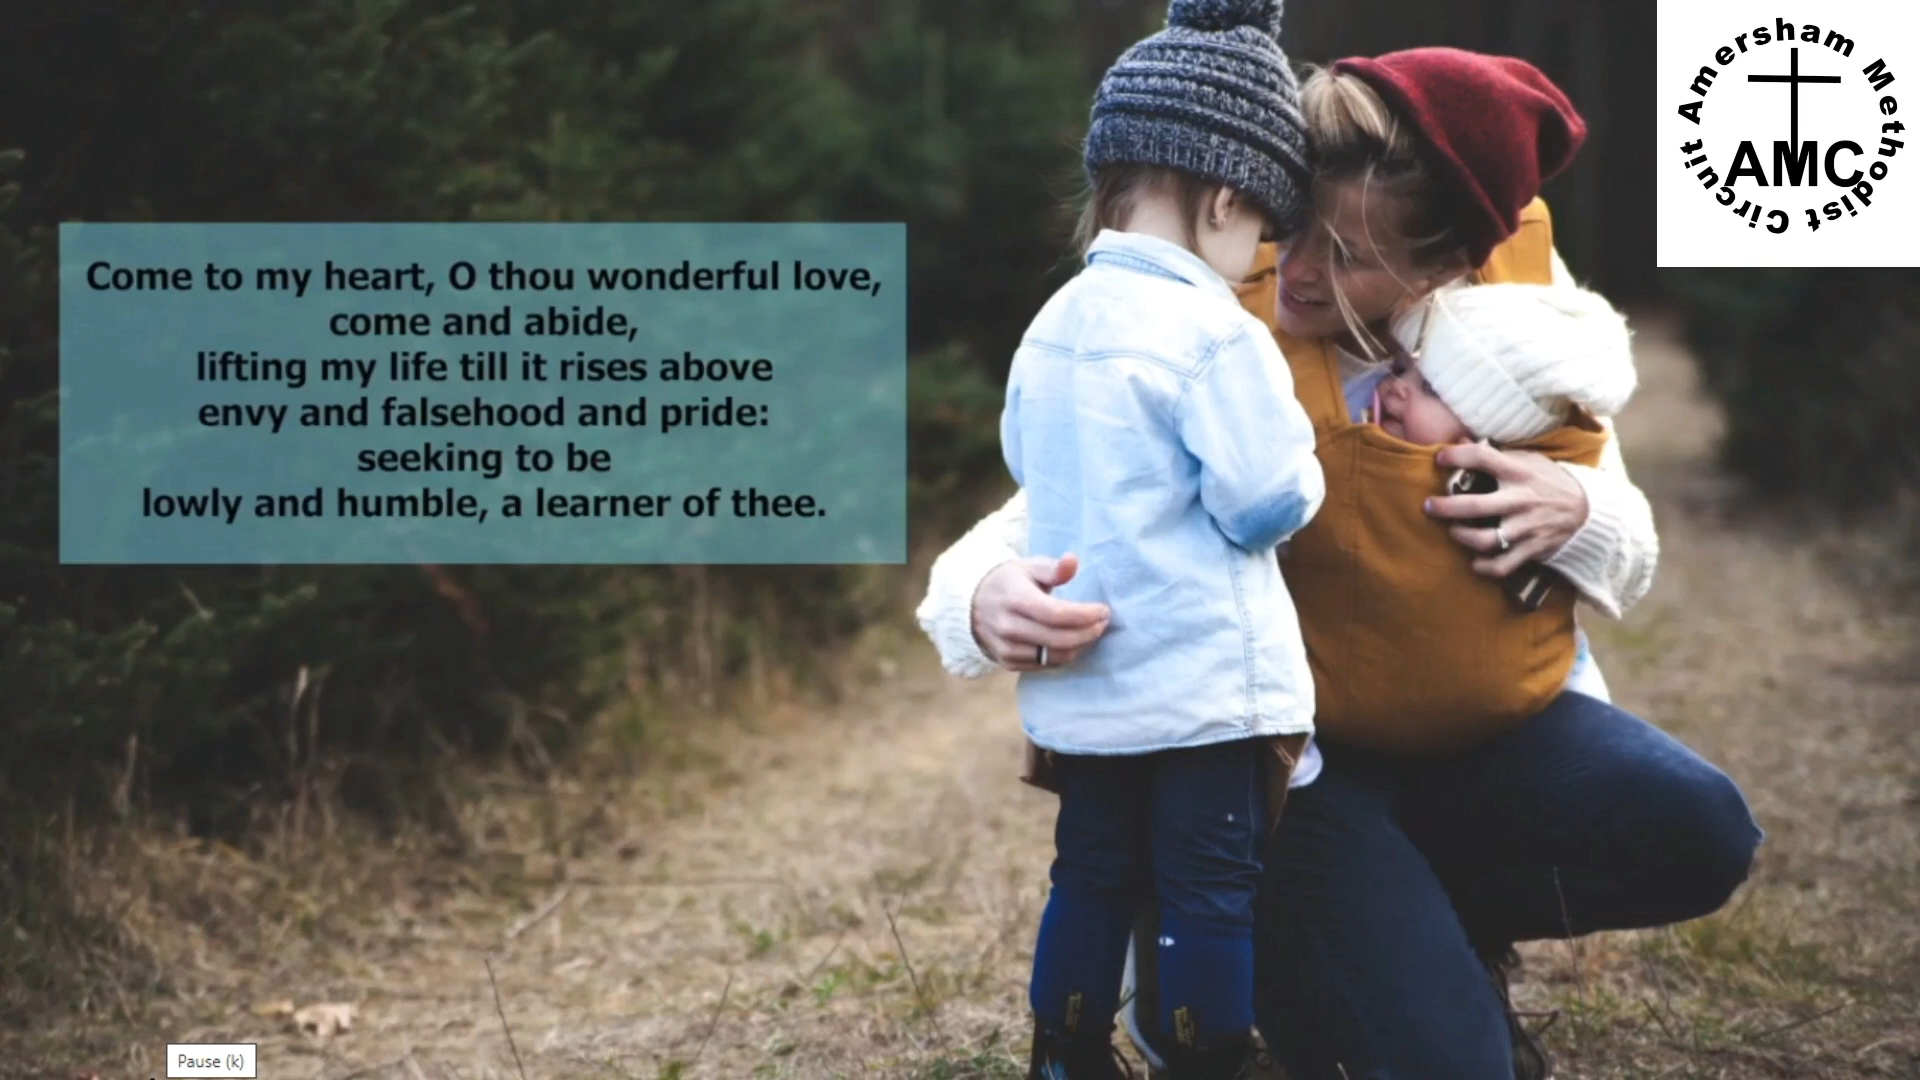 Come to my heart, O thou wonderful love,
come and abide,
lifting my life till it rises above
envy and falsehood and pride:
seeking to be
lowly and humble, a learner of thee.
Amersham Methodist Circuit
AMC
Pause (k)